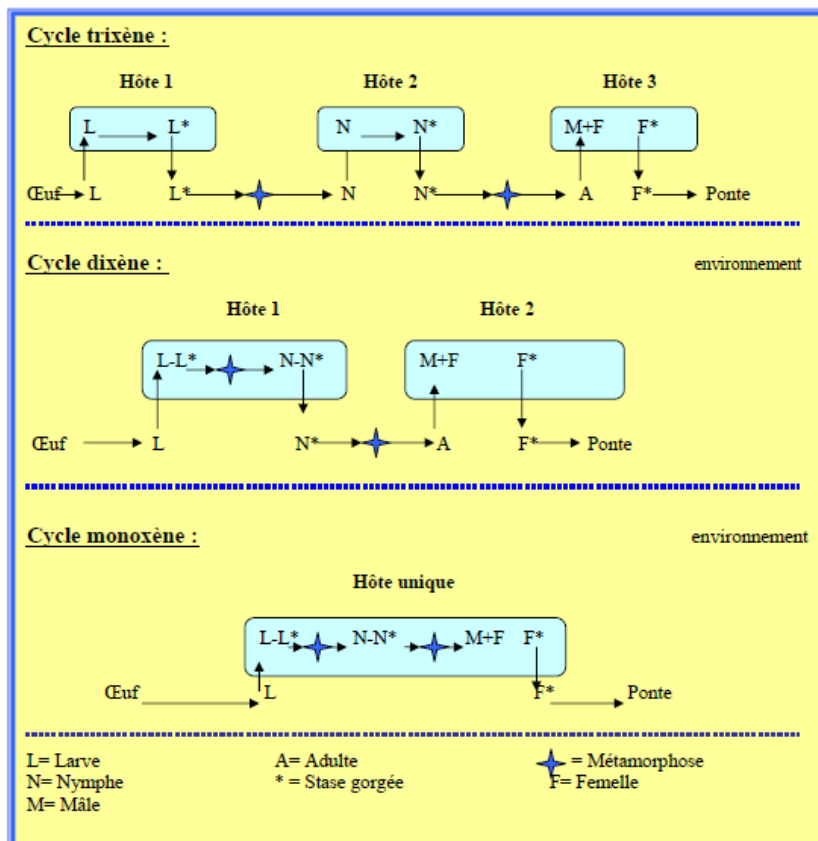 Cycle trixène :
Hôte 1 Hôte 2 Hôte 3
L L* N N* M+F F*
Œuf L L* N N* A F* Ponte
Cycle dixène :
environnement
Hôte 1 Hôte 2
L-L* N-N* M+F F*
Œuf L N* A F* Ponte
Cycle monoxène :
environnement
Hôte unique
L-L* N-N* M+F F*
Œuf L F* Ponte
L= Larve A= Adulte = Métamorphose
N= Nymphe * = Stase gorgée F= Femelle
M= Mâle